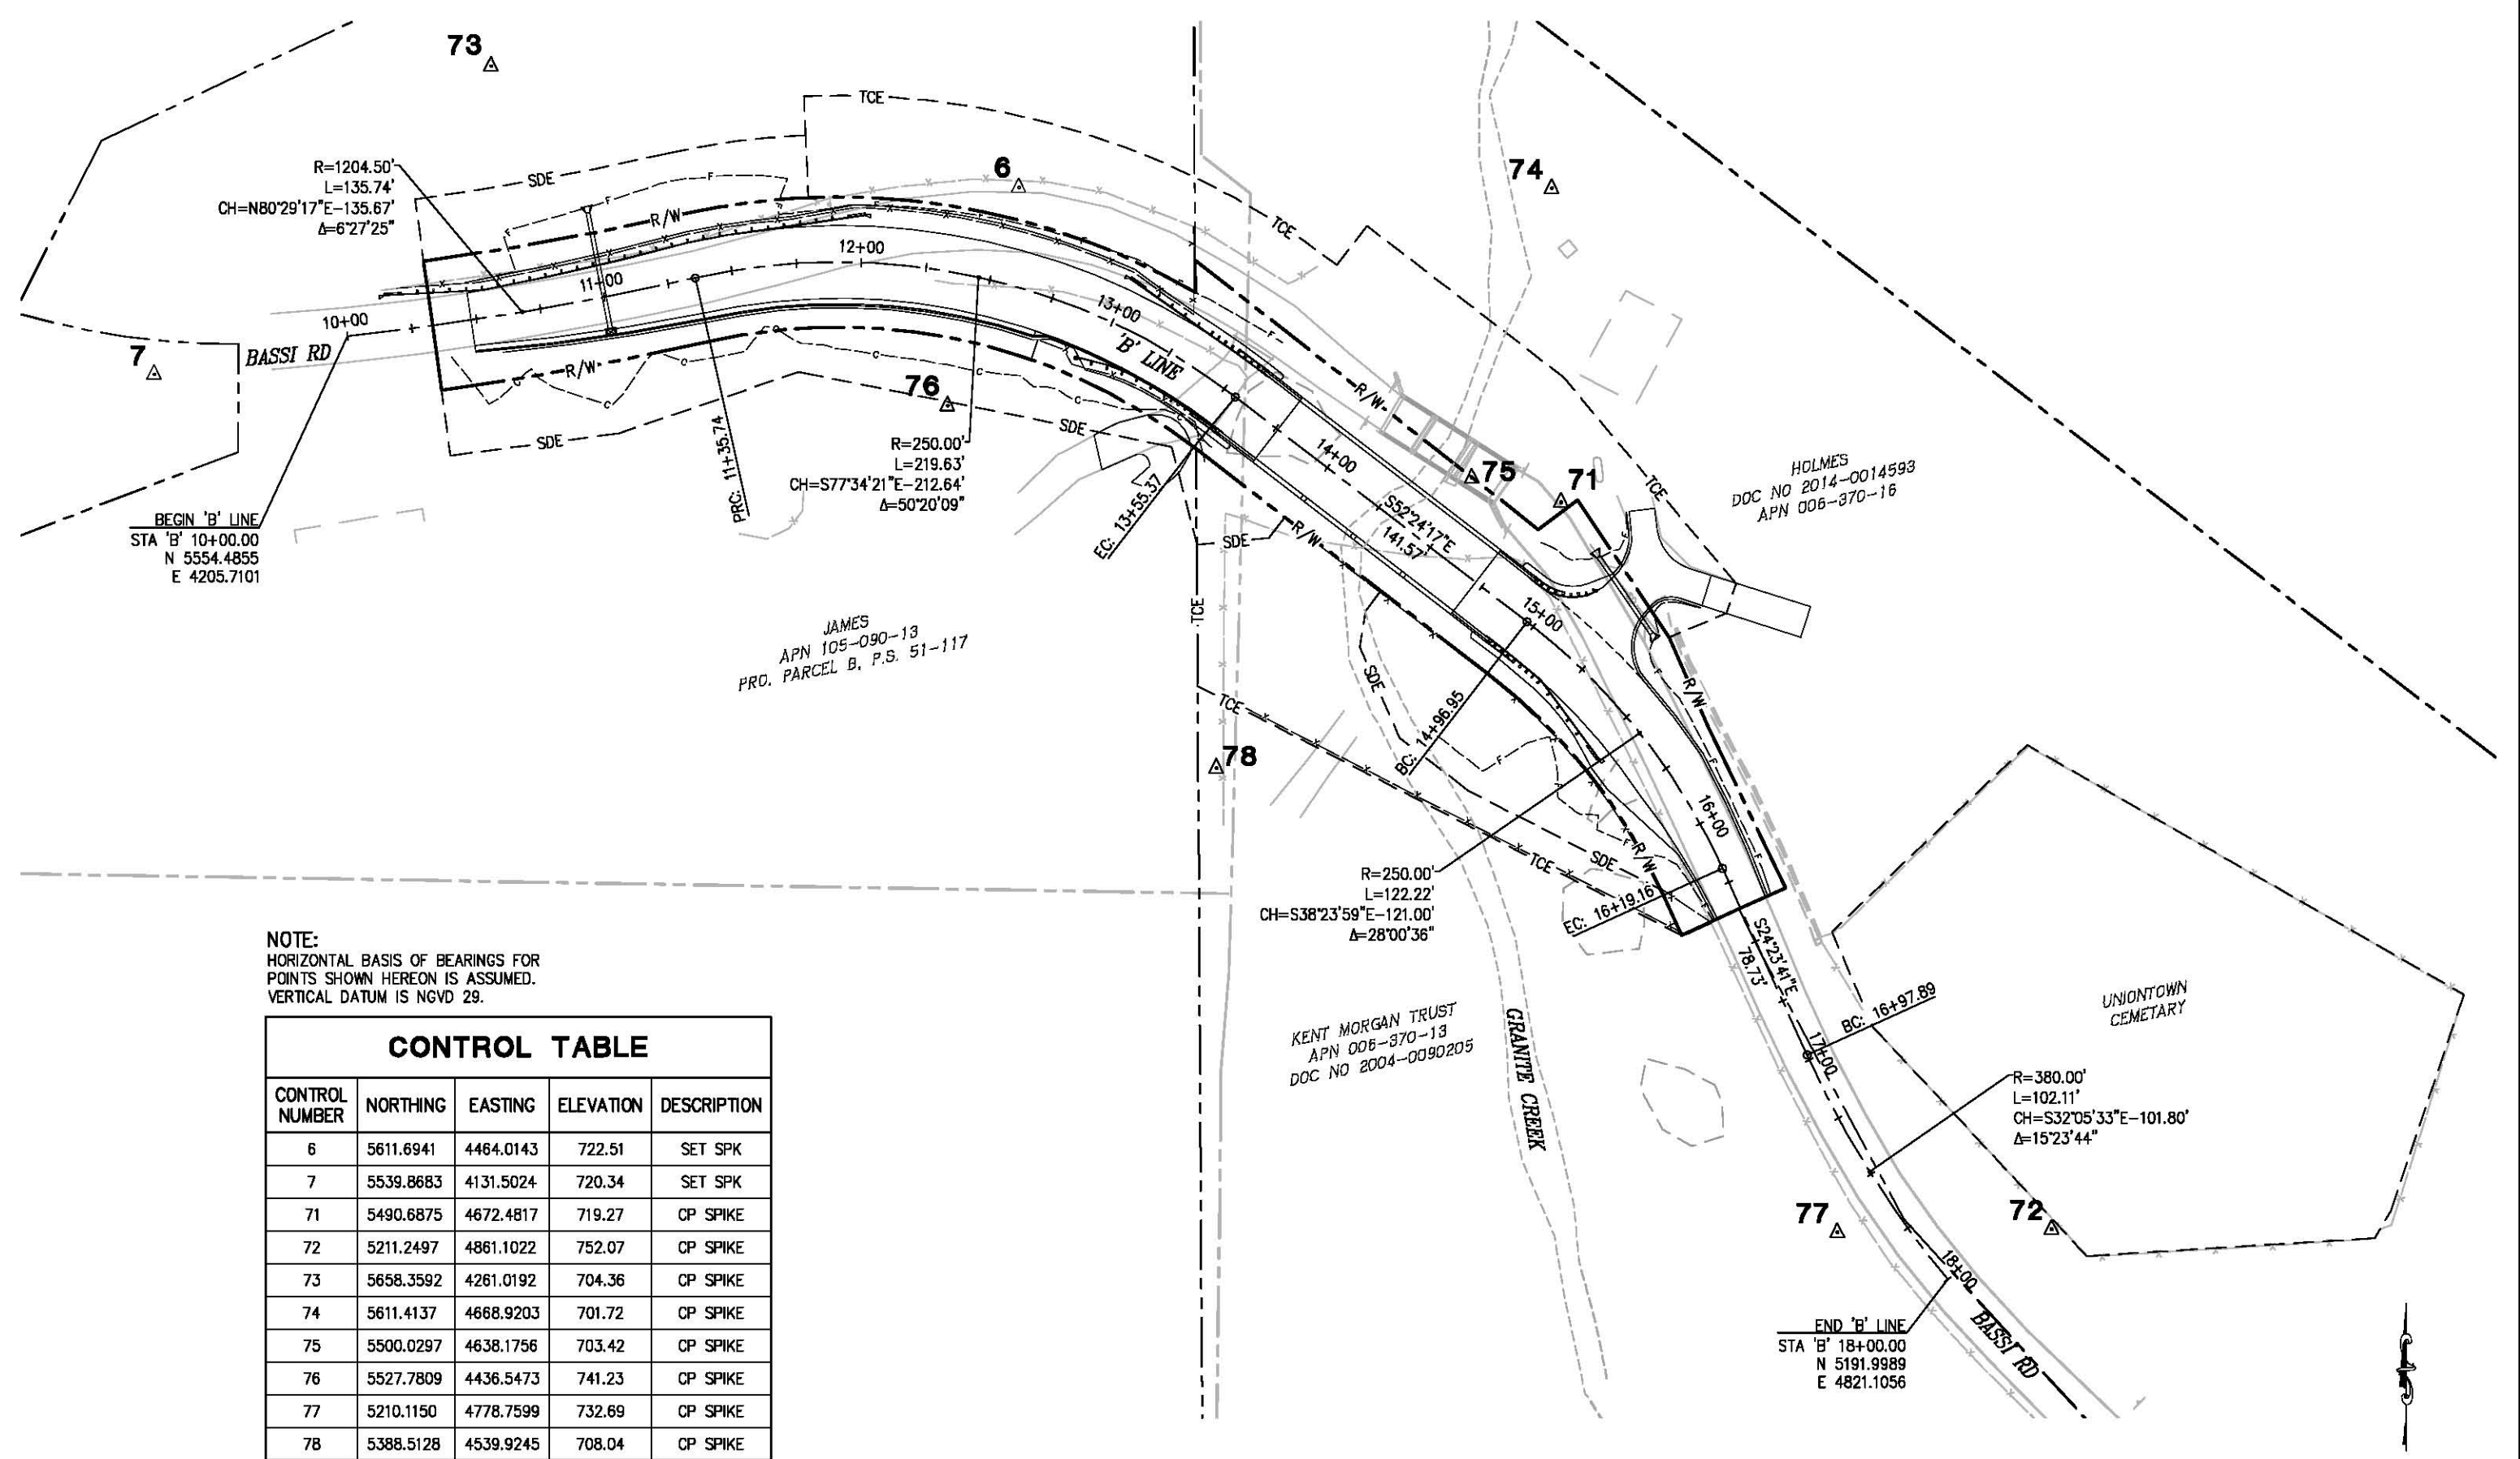 73
TCE
R=1204.50'
L=135.74'
CH=N80°29'17"E-135.67'
Δ=6°27'25"
SDE
R/W
6
TCE
74
10+00
11+00
12+00
13+00
'B' LINE
7
BASSI RD
R/W
SDE
76
SDE
R=250.00'
L=219.63'
CH=S77°34'21"E-212.64'
Δ=50°20'09"
PRC: 11+35.74
EC: 13+55.37
BEGIN 'B' LINE
STA 'B' 10+00.00
N 5554.4855
E 4205.7101
R/W
14+00
75
71
S52°24'17"E
141.57'
TCE
HOLMES
DOC NO 2014-0014593
APN 006-370-16
SDE
R/W
TCE
15+00
JAMES
APN 105-090-13
PRO. PARCEL B, P.S. 51-117
SDE
R/W
TCE
BC: 14+96.95
78
16+00
R/W
TCE
SDE
R=250.00'
L=122.22'
CH=S38°23'59"E-121.00'
Δ=28°00'36"
EC: 16+19.16
S24°23'41"E
78.73'
BC: 16+97.89
17+00
UNIONTOWN
CEMETARY
KENT MORGAN TRUST
APN 006-370-13
DOC NO 2004-0090205
GRANITE CREEK
R=380.00'
L=102.11'
CH=S32°05'33"E-101.80'
Δ=15°23'44"
77
72
18+00
BASSI RD
END 'B' LINE
STA 'B' 18+00.00
N 5191.9989
E 4821.1056
NOTE:
HORIZONTAL BASIS OF BEARINGS FOR
POINTS SHOWN HEREON IS ASSUMED.
VERTICAL DATUM IS NGVD 29.
CONTROL TABLE
CONTROL NUMBER NORTHING EASTING ELEVATION DESCRIPTION
6 5611.6941 4464.0143 722.51 SET SPK
7 5539.8683 4131.5024 720.34 SET SPK
71 5490.6875 4672.4817 719.27 CP SPIKE
72 5211.2497 4861.1022 752.07 CP SPIKE
73 5658.3592 4261.0192 704.36 CP SPIKE
74 5611.4137 4668.9203 701.72 CP SPIKE
75 5500.0297 4638.1756 703.42 CP SPIKE
76 5527.7809 4436.5473 741.23 CP SPIKE
77 5210.1150 4778.7599 732.69 CP SPIKE
78 5388.5128 4539.9245 708.04 CP SPIKE